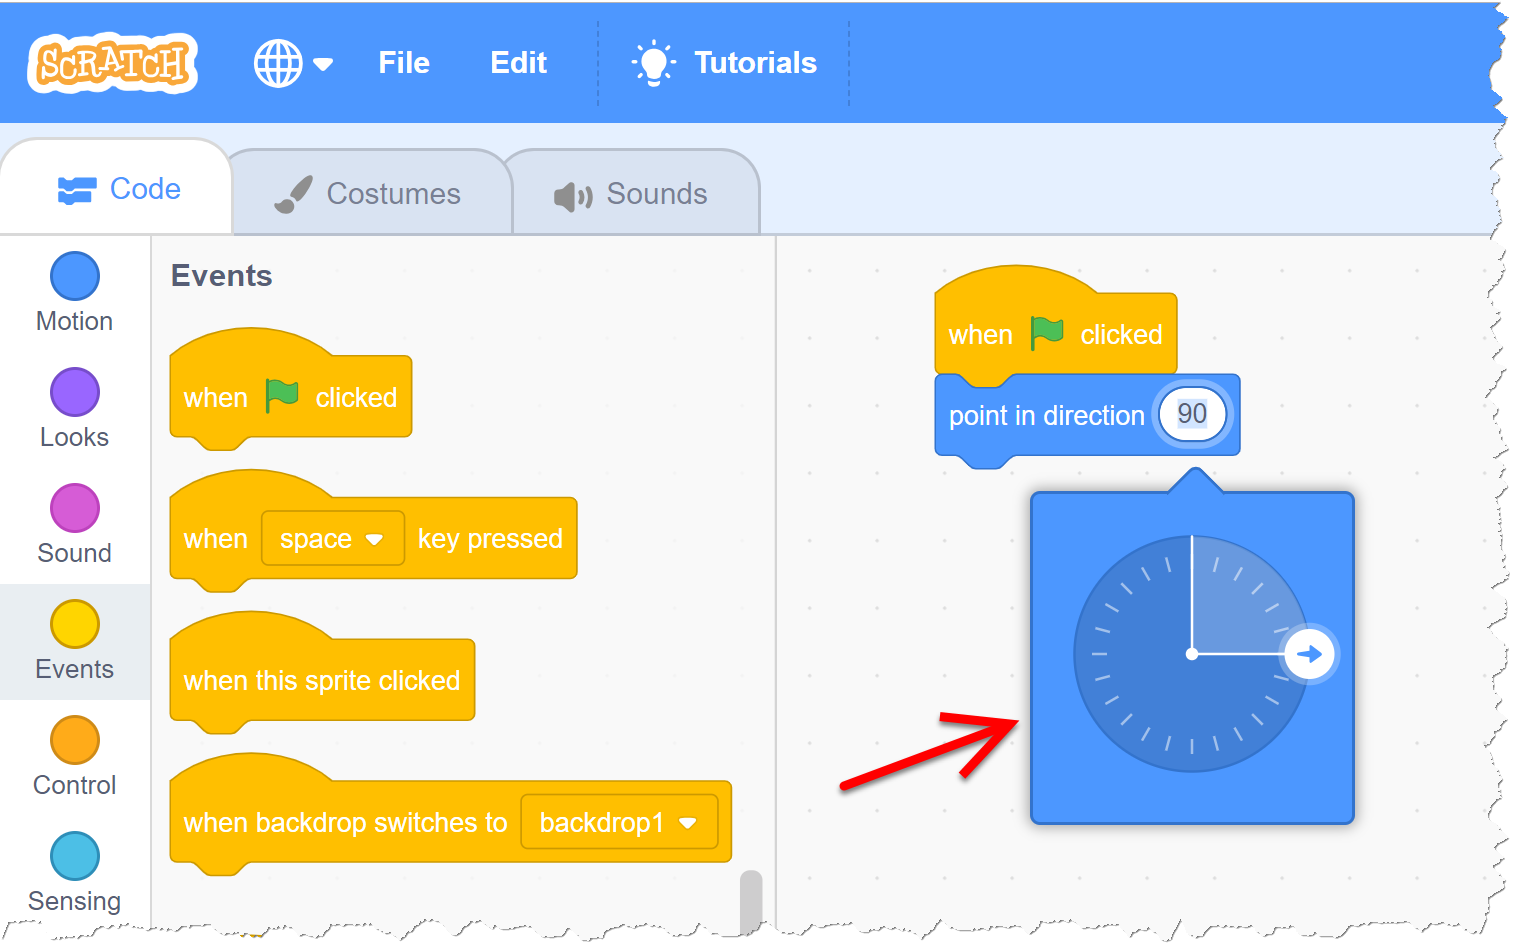 SCRATCH File Edit Tutorials
Code Costumes Sounds
Motion
Looks
Sound
Events
Control
Sensing
Events
when clicked
when space key pressed
when this sprite clicked
when backdrop switches to backdrop1
when clicked
point in direction 90